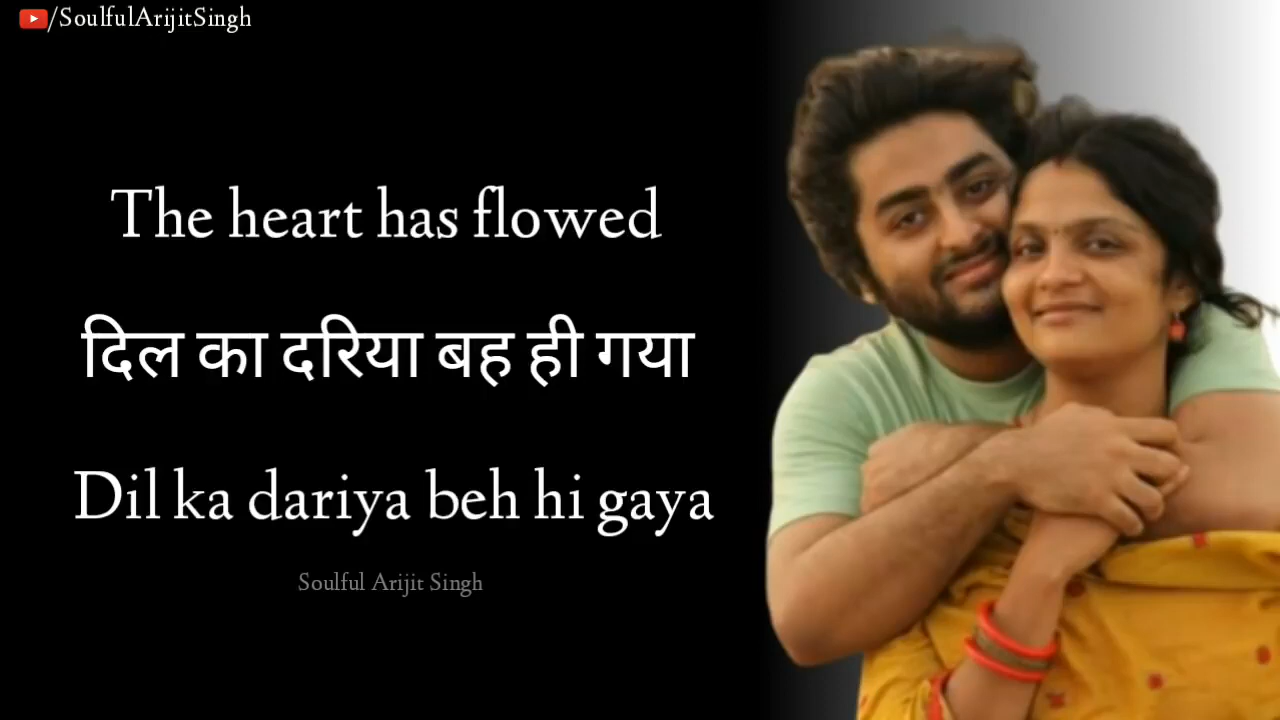 /SoulfulArijitSingh
The heart has flowed
दिल का दरिया बह ही गया
Dil ka dariya beh hi gaya
Soulful Arijit Singh